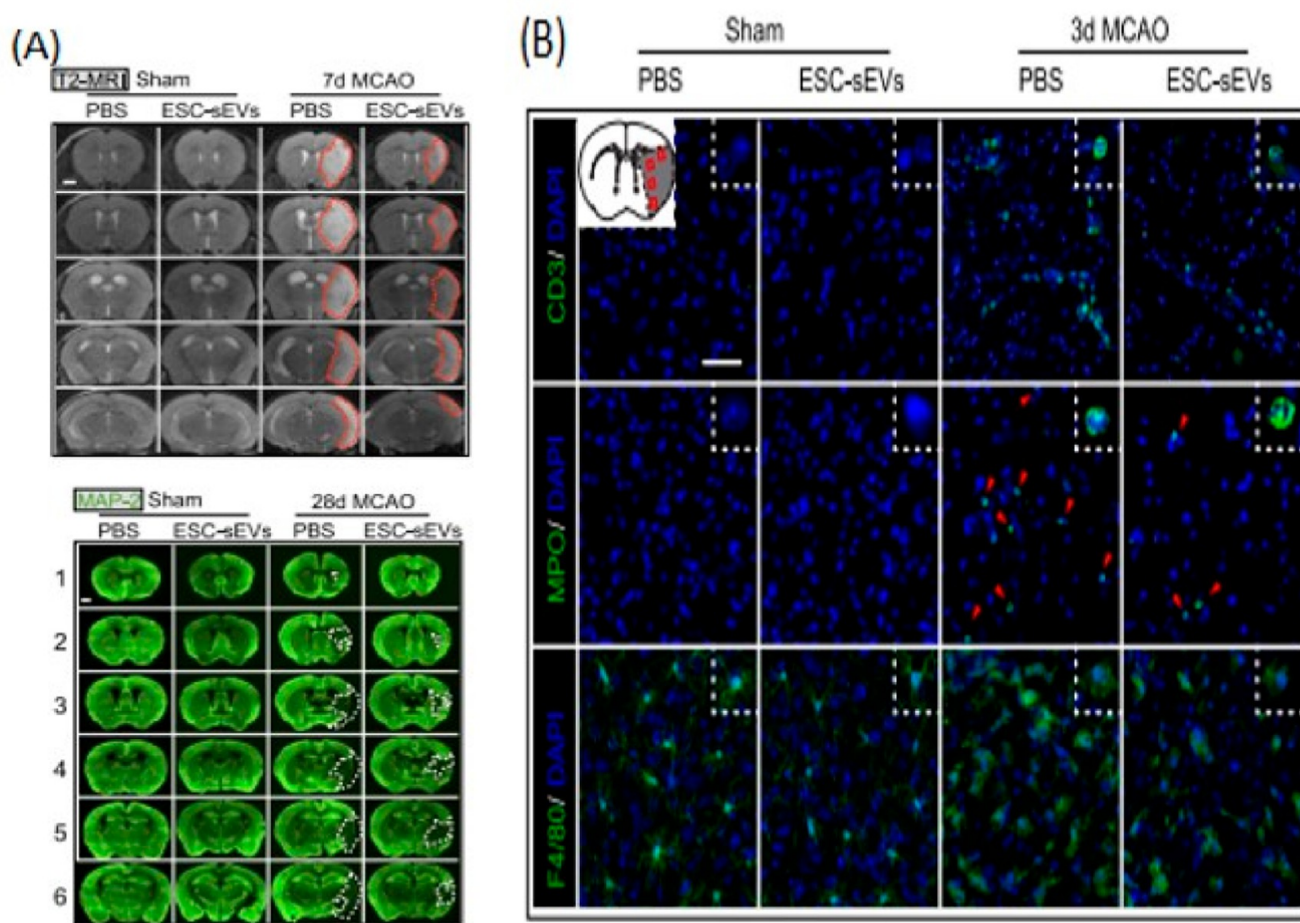 (A)
T2-MRI Sham 7d MCAO
PBS ESC-sEVs PBS ESC-sEVs
MAP-2 Sham 28d MCAO
PBS ESC-sEVs PBS ESC-sEVs
1
2
3
4
5
6
(B)
Sham 3d MCAO
PBS ESC-sEVs PBS ESC-sEVs
CD3/ DAPI
MPO/ DAPI
F4/80/ DAPI